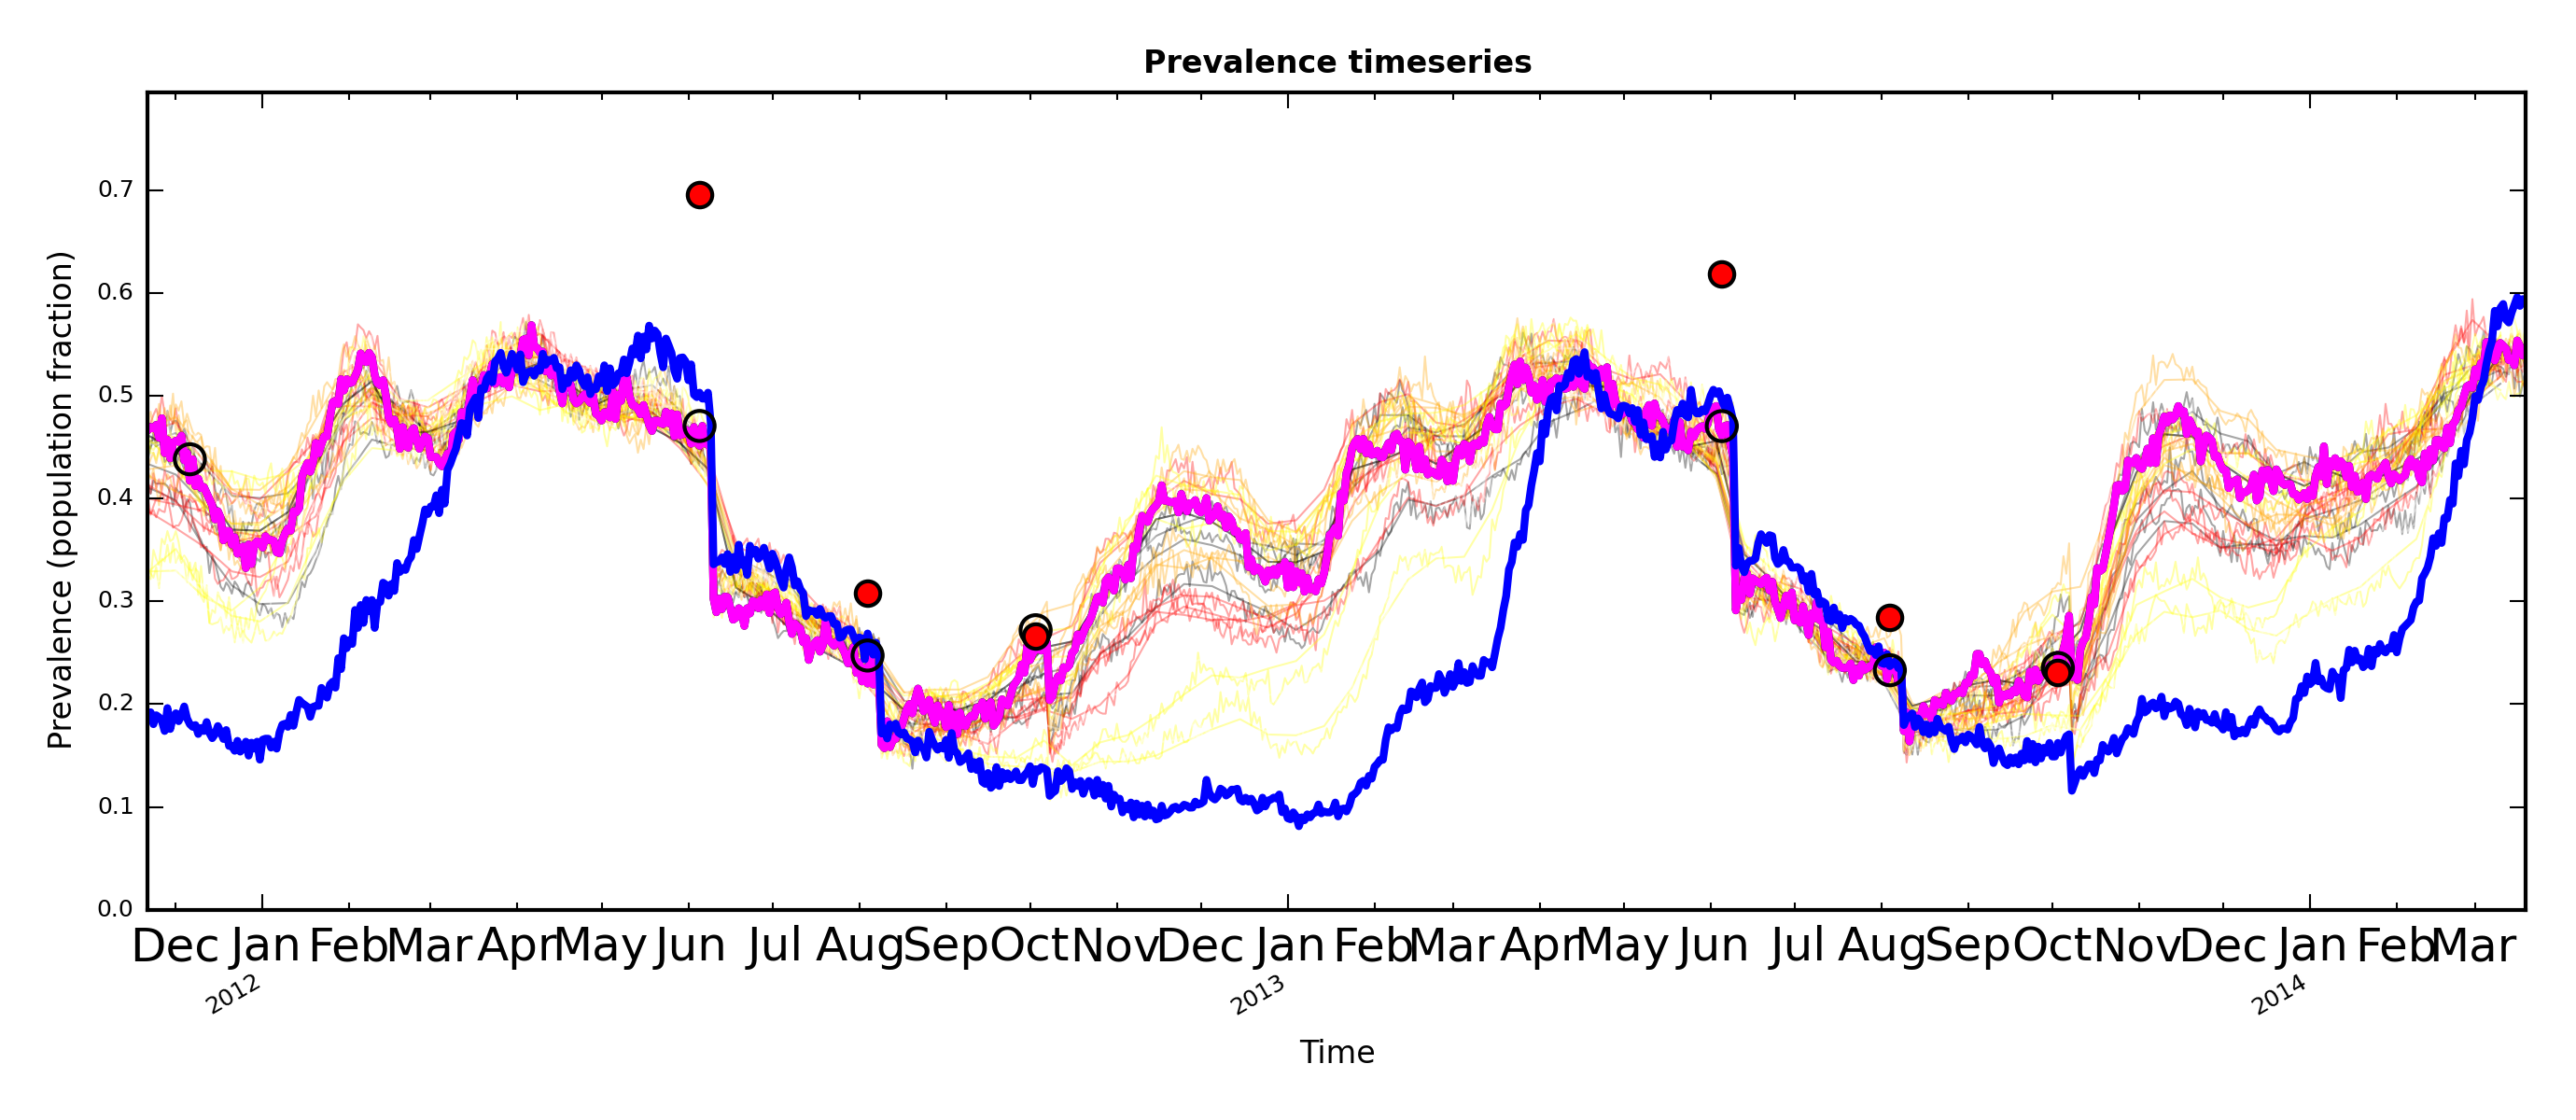 Prevalence timeseries
Prevalence (population fraction)
0.7
0.6
0.5
0.4
0.3
0.2
0.1
0.0
Dec Jan Feb Mar Apr May Jun Jul Aug Sep Oct Nov Dec Jan Feb Mar Apr May Jun Jul Aug Sep Oct Nov Dec Jan Feb Mar
2012 2013 2014
Time